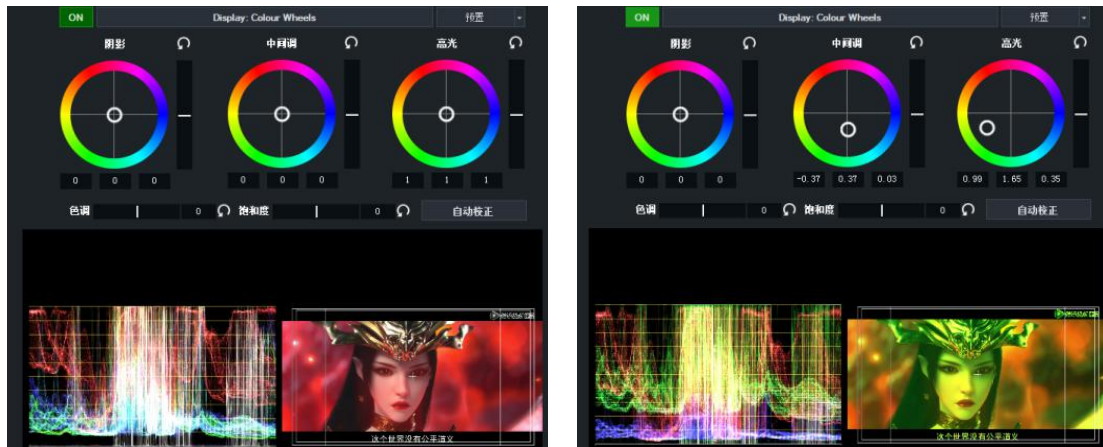 ON Display: Colour Wheels 预置
阴影 中间调 高光
0 0 0 0 0 0 1 1 1
色调 0 饱和度 0 自动校正
这个世界没有公平道义
ON Display: Colour Wheels 预置
阴影 中间调 高光
0 0 0 -0.37 0.37 0.03 0.99 1.65 0.35
色调 0 饱和度 0 自动校正
这个世界没有公平道义